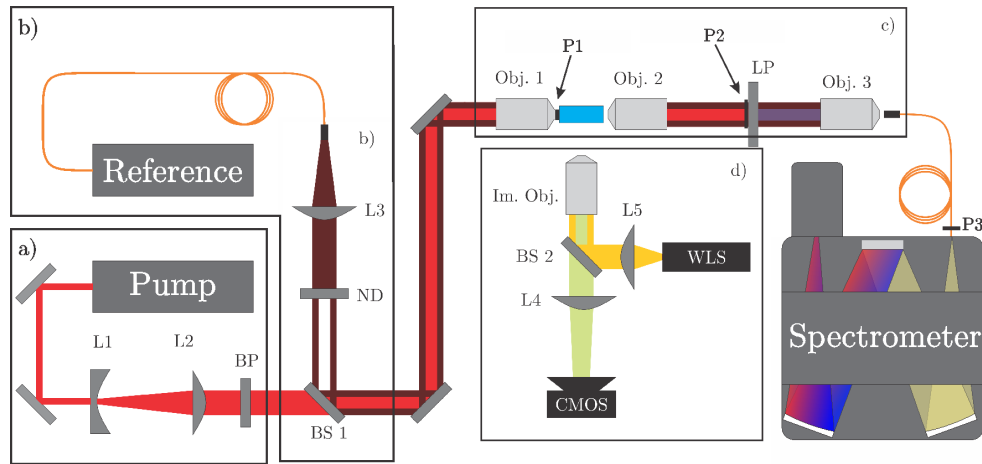 b)
Reference
b)
L3
ND
a)
Pump
L1
L2
BP
BS 1
c)
P1
P2
LP
Obj. 1
Obj. 2
Obj. 3
d)
Im. Obj.
L5
BS 2
WLS
L4
CMOS
P3
Spectrometer